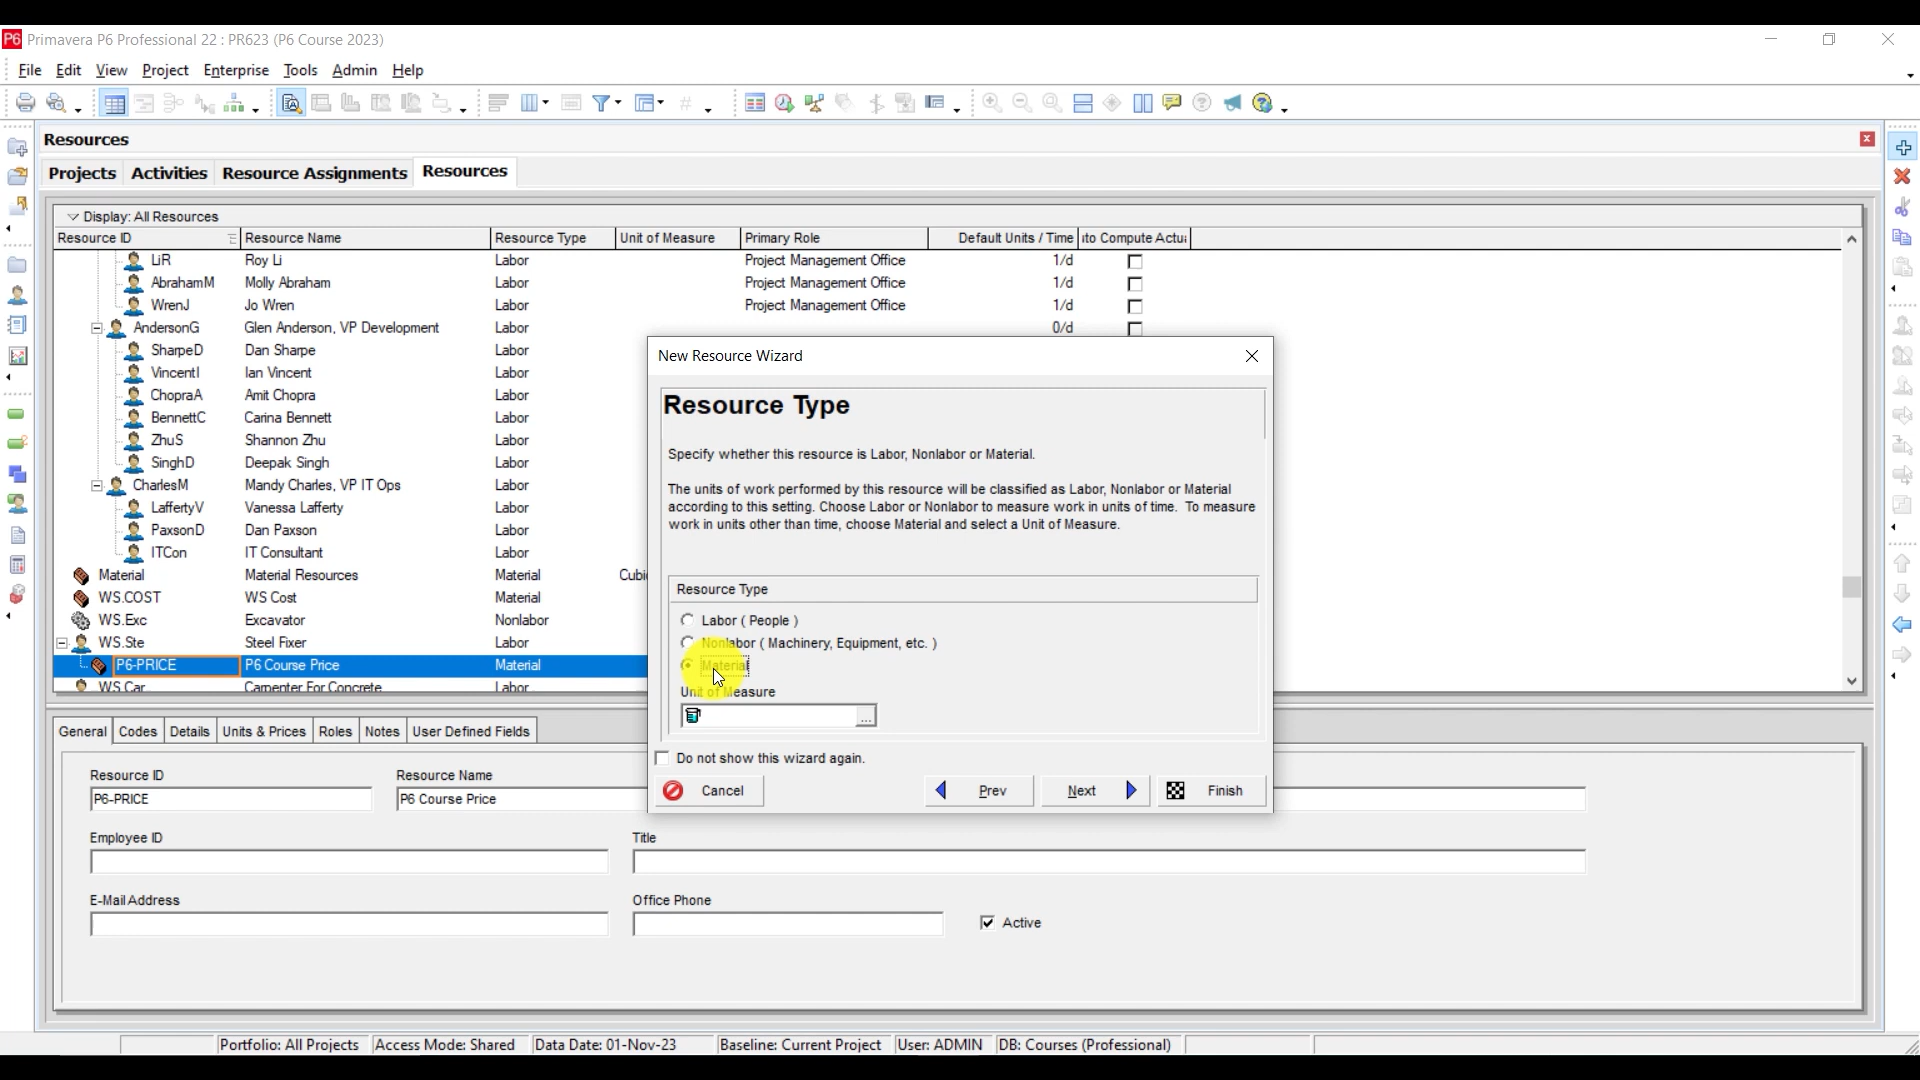 P6 Primavera P6 Professional 22 : PR623 (P6 Course 2023)
File Edit View Project Enterprise Tools Admin Help
Resources
Projects Activities Resource Assignments Resources
Display: All Resources
Resource ID Resource Name Resource Type Unit of Measure Primary Role Default Units / Time ito Compute Actua
LiR Roy Li Labor Project Management Office 1/d
AbrahamM Molly Abraham Labor Project Management Office 1/d
WrenJ Jo Wren Labor Project Management Office 1/d
AndersonG Glen Anderson, VP Development Labor 0/d
SharpeD Dan Sharpe Labor
VincentI Ian Vincent Labor
ChopraA Amit Chopra Labor
BennettC Carina Bennett Labor
ZhuS Shannon Zhu Labor
SinghD Deepak Singh Labor
CharlesM Mandy Charles, VP IT Ops Labor
LaffertyV Vanessa Lafferty Labor
PaxsonD Dan Paxson Labor
ITCon IT Consultant Labor
Material Material Resources Material Cubi
WS.COST WS Cost Material
WS.Exc Excavator Nonlabor
WS.Ste Steel Fixer Labor
P6-PRICE P6 Course Price Material
WS.Car. Carpenter For Concrete Labor
New Resource Wizard
Resource Type
Specify whether this resource is Labor, Nonlabor or Material.
The units of work performed by this resource will be classified as Labor, Nonlabor or Material
according to this setting. Choose Labor or Nonlabor to measure work in units of time. To measure
work in units other than time, choose Material and select a Unit of Measure.
Resource Type
Labor ( People )
Nonlabor ( Machinery, Equipment, etc. )
Material
Unit of Measure
...
Do not show this wizard again.
Cancel Prev Next Finish
General Codes Details Units & Prices Roles Notes User Defined Fields
Resource ID Resource Name
P6-PRICE P6 Course Price
Employee ID Title
E-Mail Address Office Phone
Active
Portfolio: All Projects Access Mode: Shared Data Date: 01-Nov-23 Baseline: Current Project User: ADMIN DB: Courses (Professional)